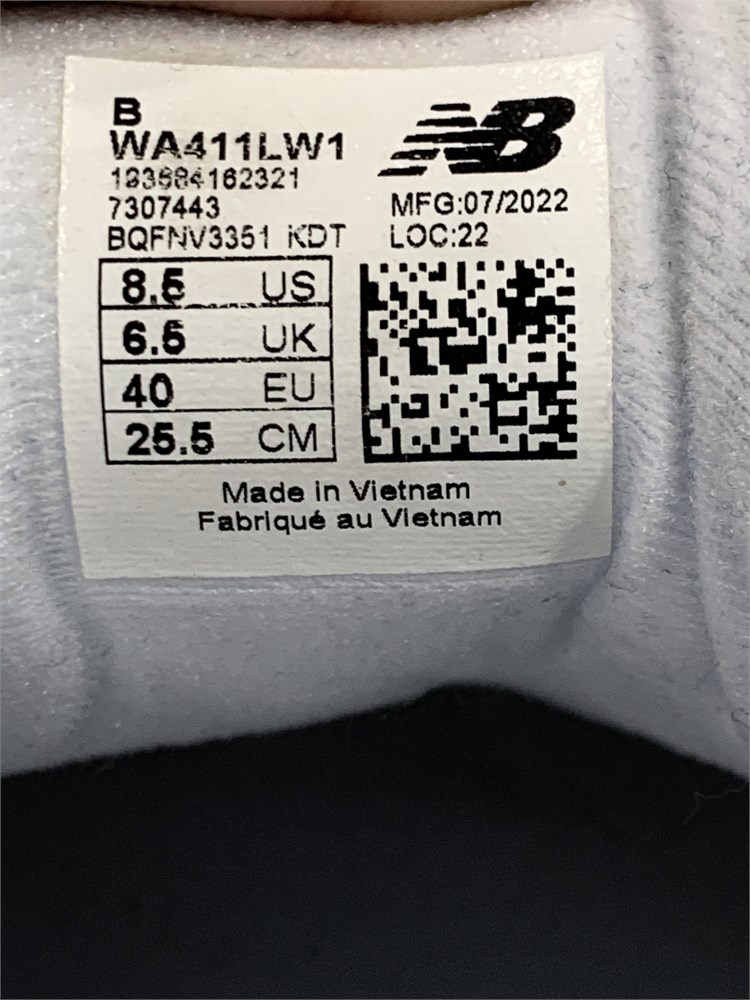 B
WA411LW1
NB
7307443
MFG:07/2022
BQFNV3351 KDT
LOC:22
8.5 US
6.5 UK
40 EU
25.5 CM
Made in Vietnam
Fabriqué au Vietnam